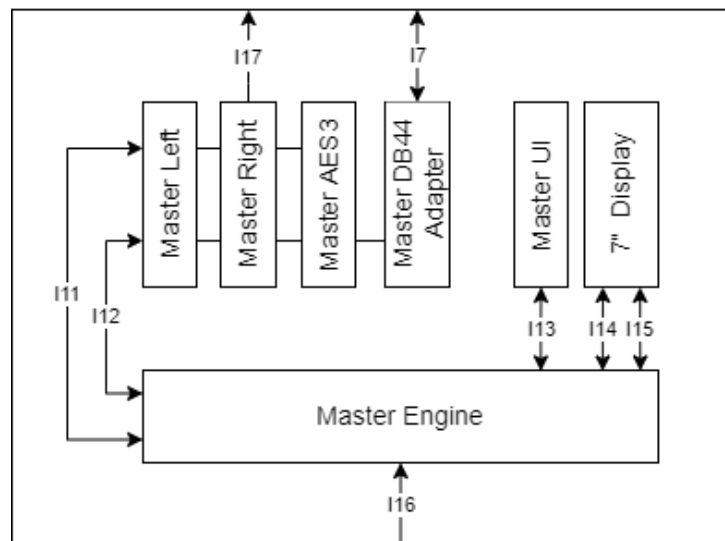 I17
I7
Master Left
Master Right
Master AES3
Master DB44
Adapter
Master UI
7" Display
I11
I12
I13
I14
I15
Master Engine
I16